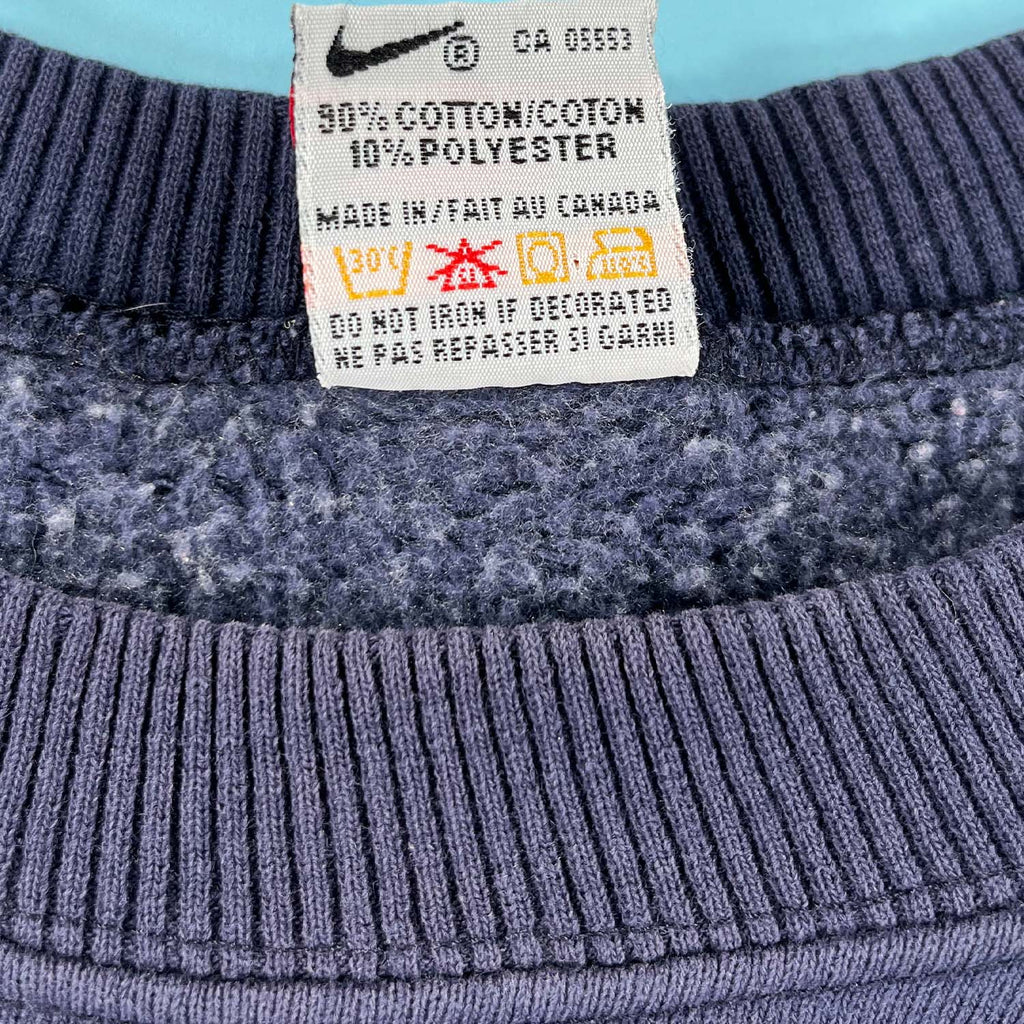 ® CA 05553
90% COTTON/COTON
10% POLYESTER
MADE IN/FAIT AU CANADA
30°C
DO NOT IRON IF DECORATED
NE PAS REPASSER SI GARNI